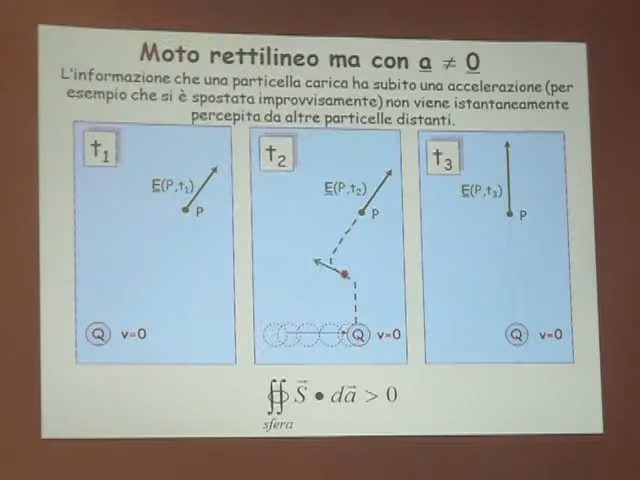 Moto rettilineo ma con a ≠ 0
L'informazione che una particella carica ha subito una accelerazione (per
esempio che si è spostata improvvisamente) non viene istantaneamente
percepita da altre particelle distanti.
t₁
E(P,t₁)
P
Q v=0
t₂
E(P,t₂)
P
Q v=0
t₃
E(P,t₃)
P
Q v=0
∯ S⃗ • da⃗ > 0
sfera